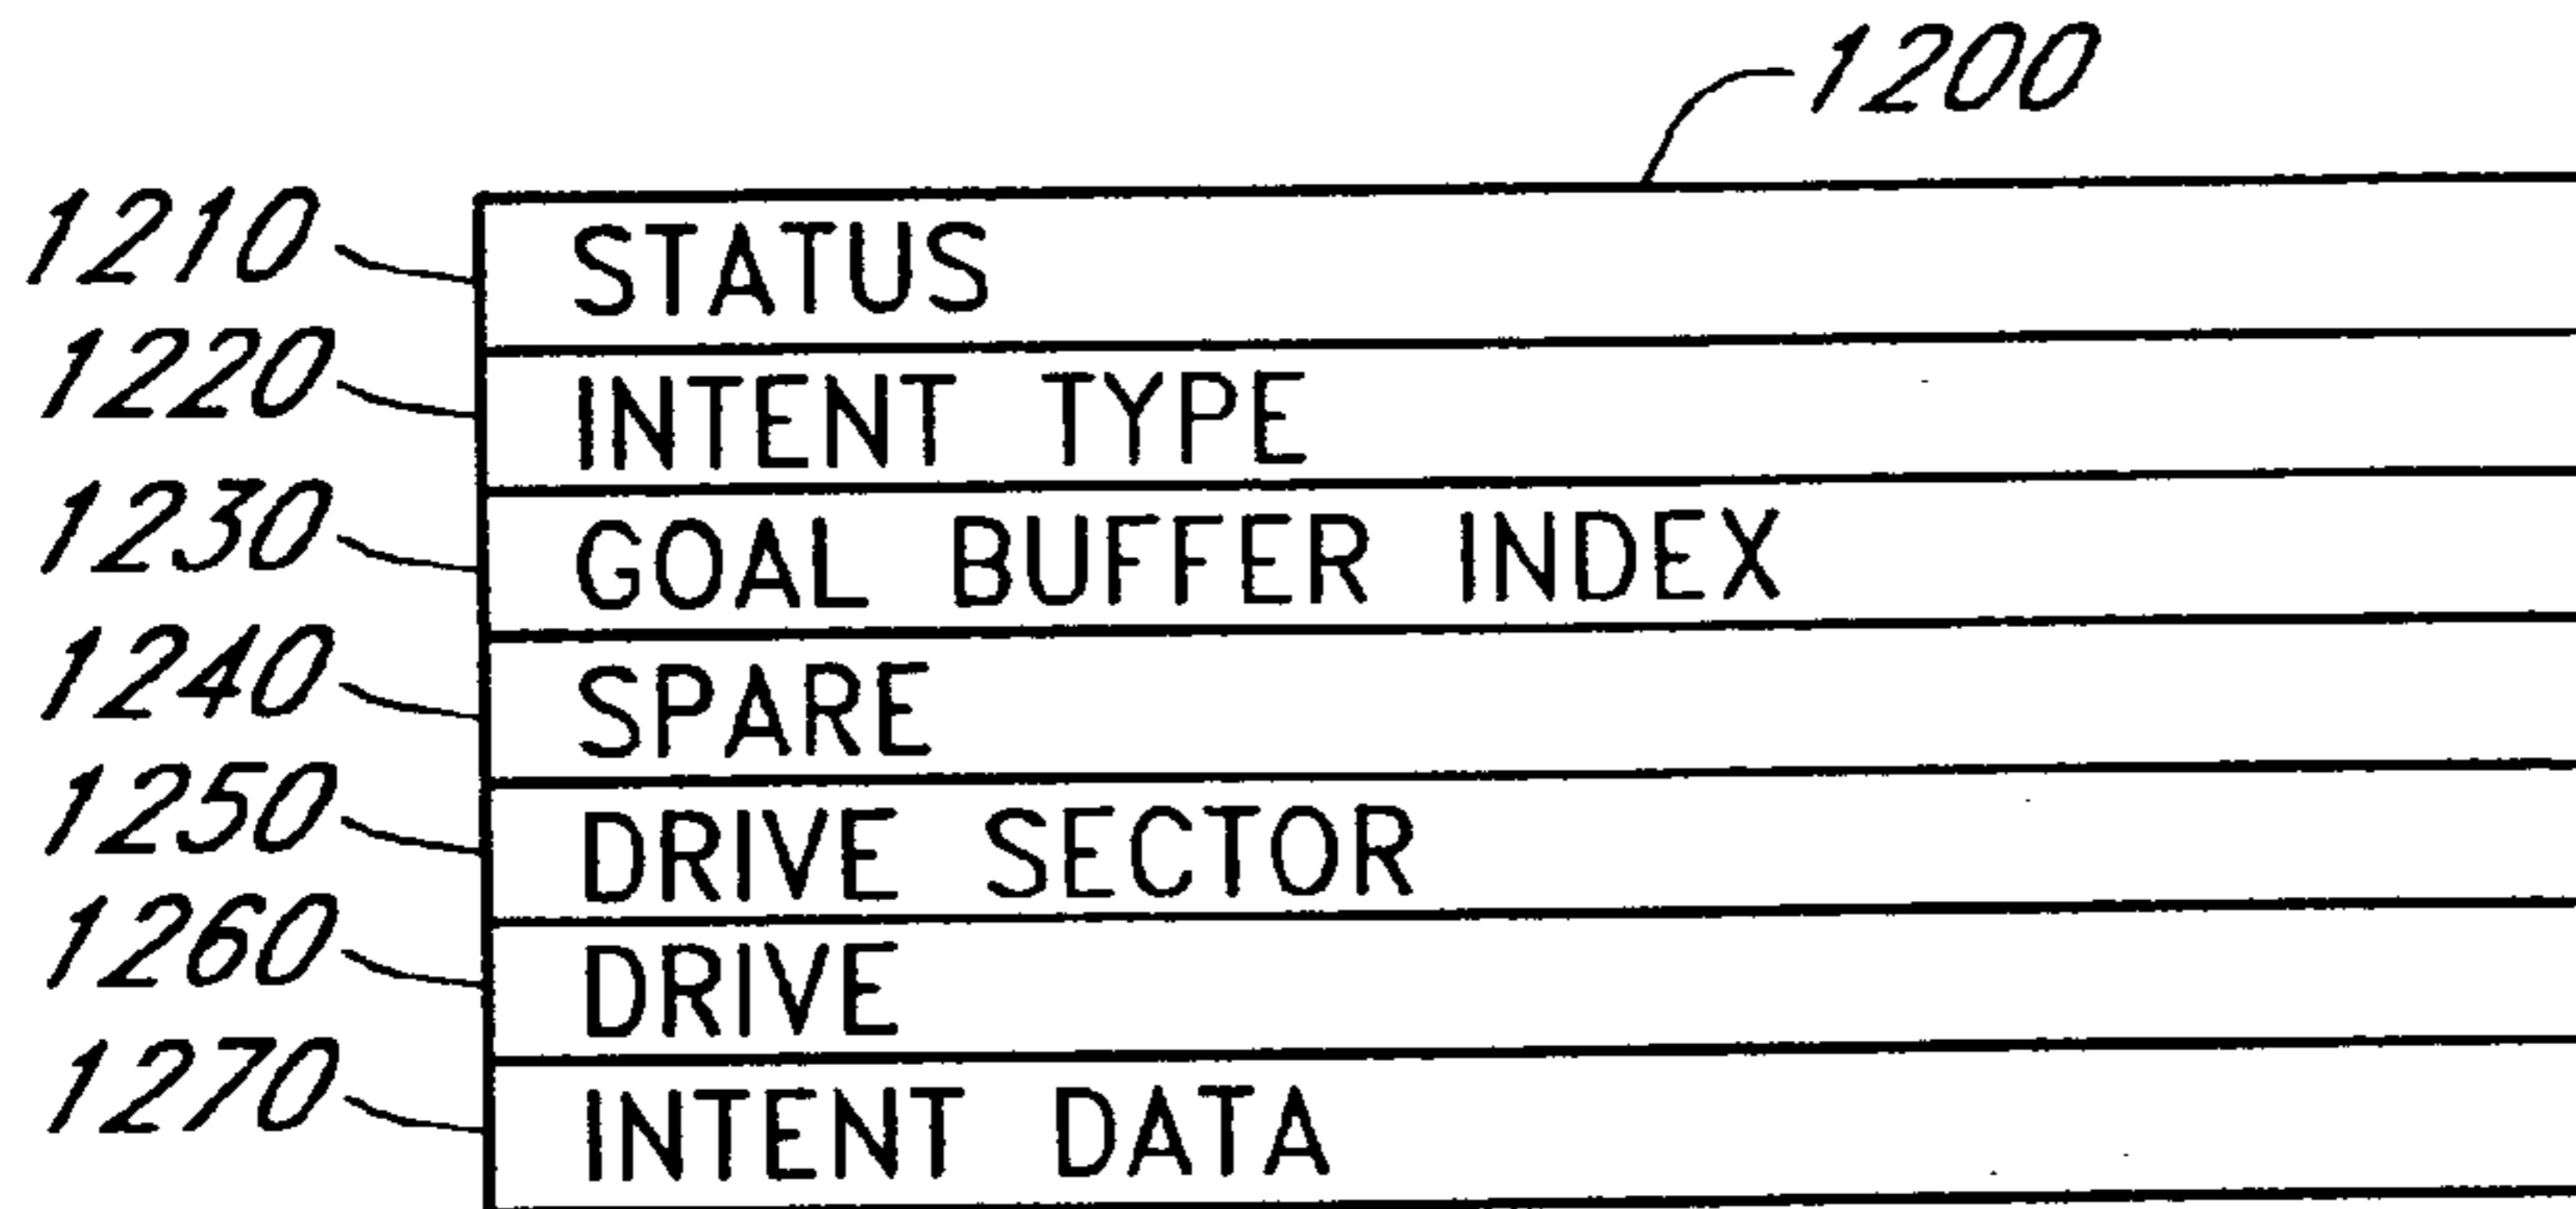 1200
1210 STATUS
1220 INTENT TYPE
1230 GOAL BUFFER INDEX
1240 SPARE
1250 DRIVE SECTOR
1260 DRIVE
1270 INTENT DATA